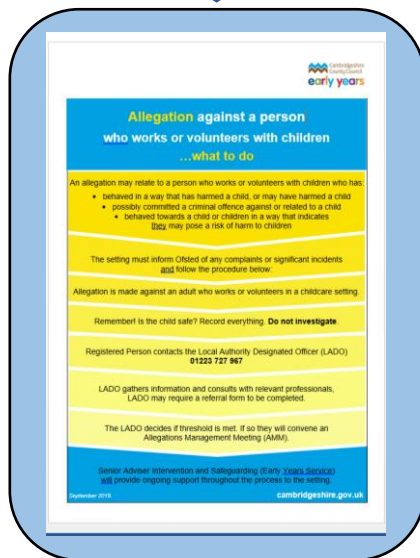 Cambridgeshire
County Council
early years
Allegation against a person
who works or volunteers with children
...what to do
An allegation may relate to a person who works or volunteers with children who has:
• behaved in a way that has harmed a child, or may have harmed a child
• possibly committed a criminal offence against or related to a child
• behaved towards a child or children in a way that indicates
they may pose a risk of harm to children
The setting must inform Ofsted of any complaints or significant incidents
and follow the procedure below:
Allegation is made against an adult who works or volunteers in a childcare setting.
Remember! Is the child safe? Record everything. Do not investigate.
Registered Person contacts the Local Authority Designated Officer (LADO)
01223 727 967
LADO gathers information and consults with relevant professionals,
LADO may require a referral form to be completed.
The LADO decides if threshold is met. If so they will convene an
Allegations Management Meeting (AMM).
Senior Adviser Intervention and Safeguarding (Early Years Service)
will provide ongoing support throughout the process to the setting.
September 2019
cambridgeshire.gov.uk